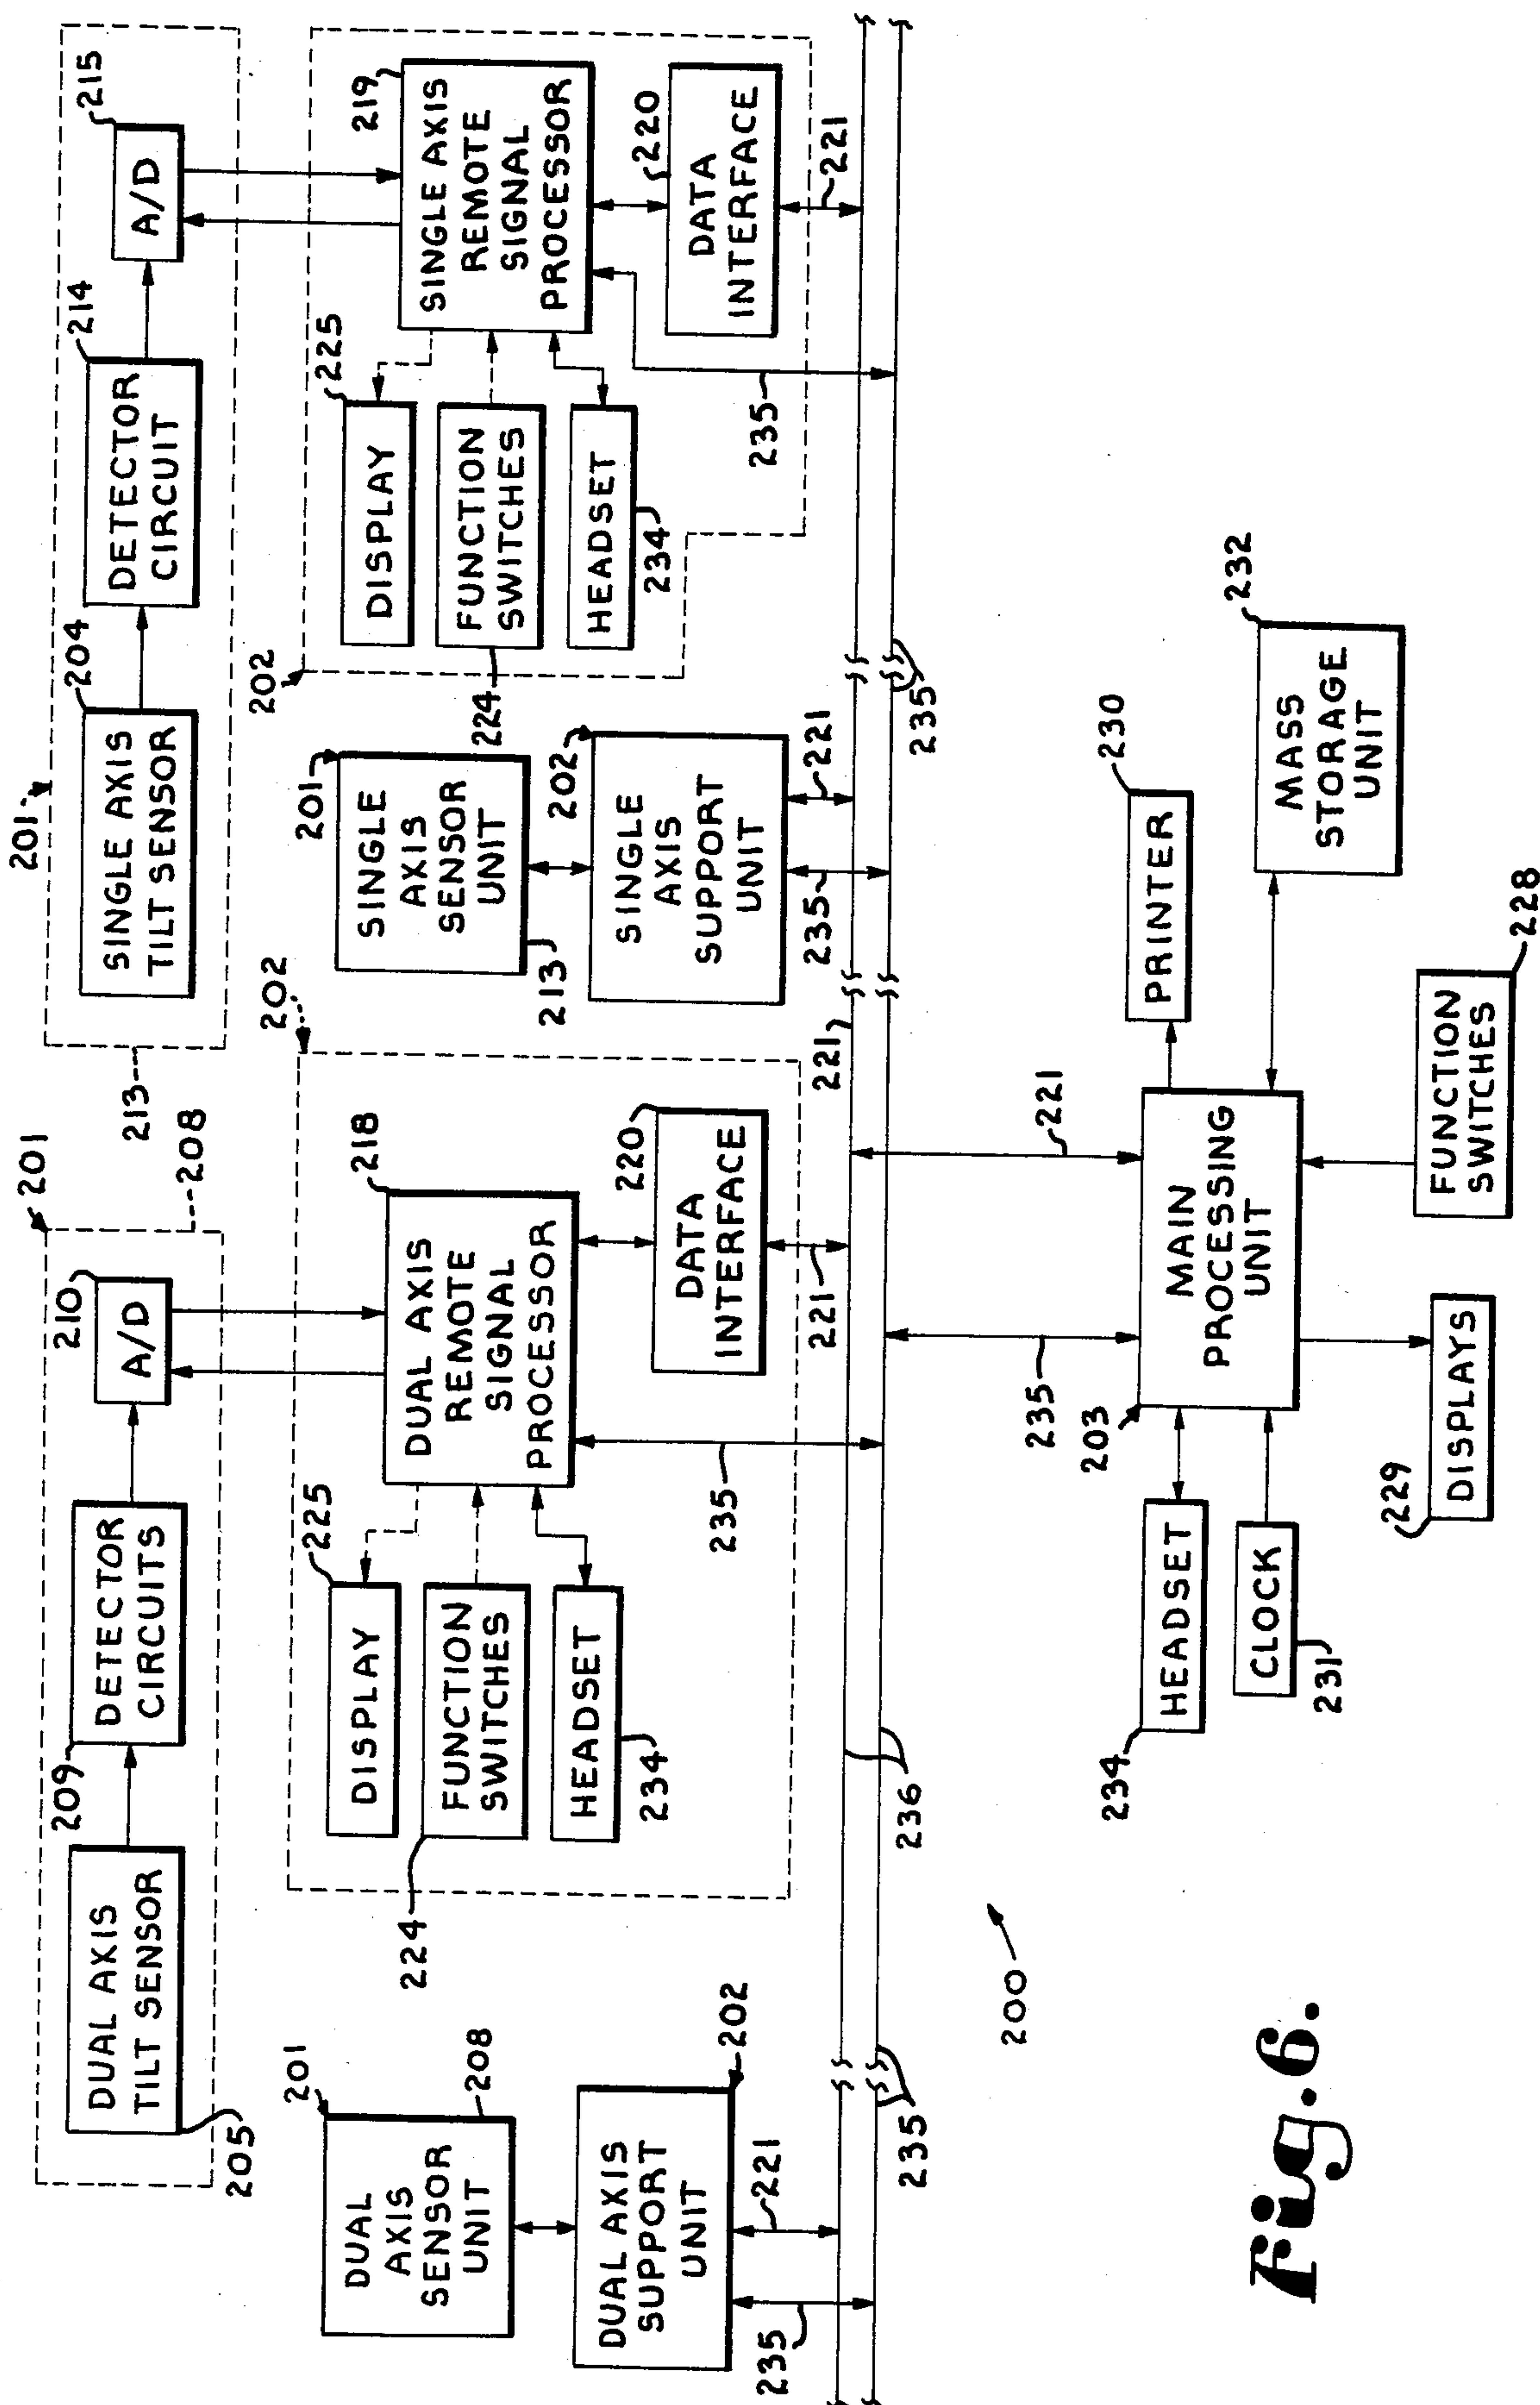 201
208
DUAL AXIS
TILT SENSOR
205
209
DETECTOR
CIRCUITS
210
A/D
213
201
SINGLE AXIS
TILT SENSOR
204
DETECTOR
CIRCUIT
214
A/D
215
DUAL
AXIS
SENSOR
UNIT
201
208
DUAL AXIS
SUPPORT
UNIT
202
235
221
202
DISPLAY
225
FUNCTION
SWITCHES
224
HEADSET
234
DUAL AXIS
REMOTE
SIGNAL
PROCESSOR
218
DATA
INTERFACE
220
235
221
SINGLE
AXIS
SENSOR
UNIT
201
213
SINGLE
AXIS
SUPPORT
UNIT
202
235
221
202
DISPLAY
225
FUNCTION
SWITCHES
224
HEADSET
234
SINGLE AXIS
REMOTE
SIGNAL
PROCESSOR
219
DATA
INTERFACE
220
235
221
235
236
221
235
200
235
221
203
MAIN
PROCESSING
UNIT
HEADSET
234
CLOCK
231
PRINTER
230
MASS
STORAGE
UNIT
232
DISPLAYS
229
FUNCTION
SWITCHES
228
Fig.6.